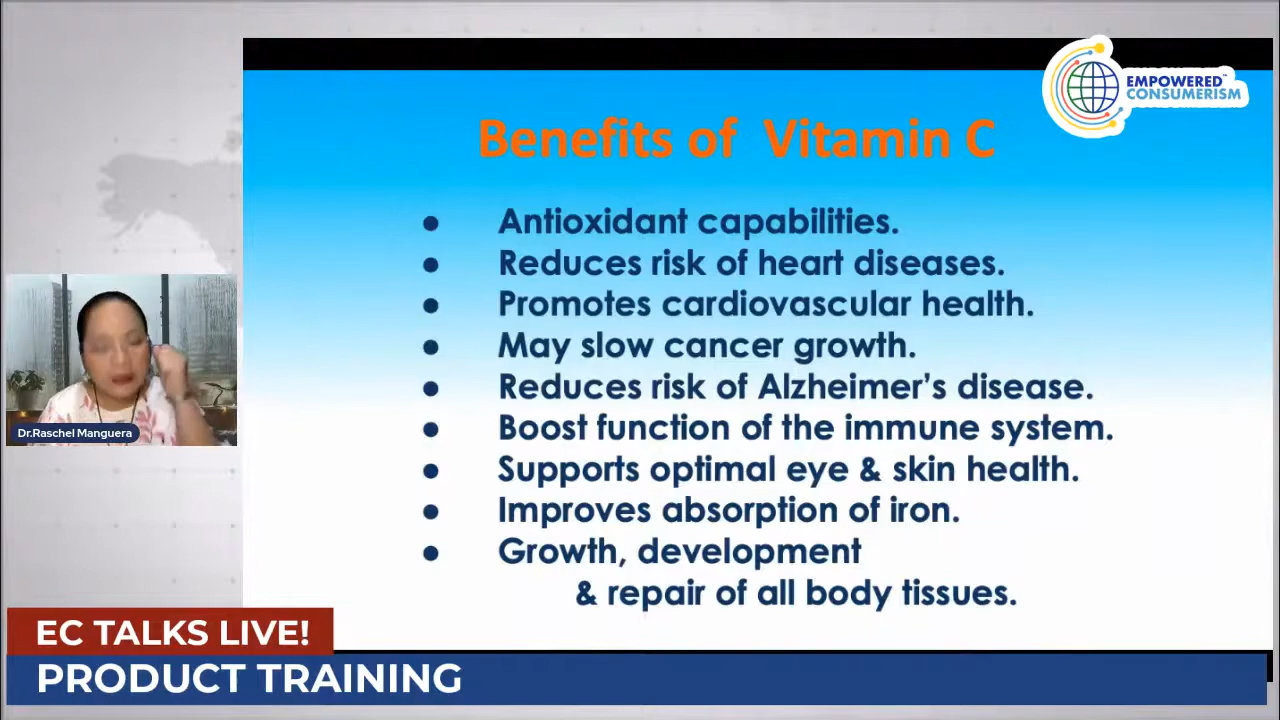 EMPOWERED™
CONSUMERISM
Benefits of Vitamin C
● Antioxidant capabilities.
● Reduces risk of heart diseases.
● Promotes cardiovascular health.
● May slow cancer growth.
● Reduces risk of Alzheimer’s disease.
● Boost function of the immune system.
● Supports optimal eye & skin health.
● Improves absorption of iron.
● Growth, development
& repair of all body tissues.
Dr.Raschel Manguera
EC TALKS LIVE!
PRODUCT TRAINING